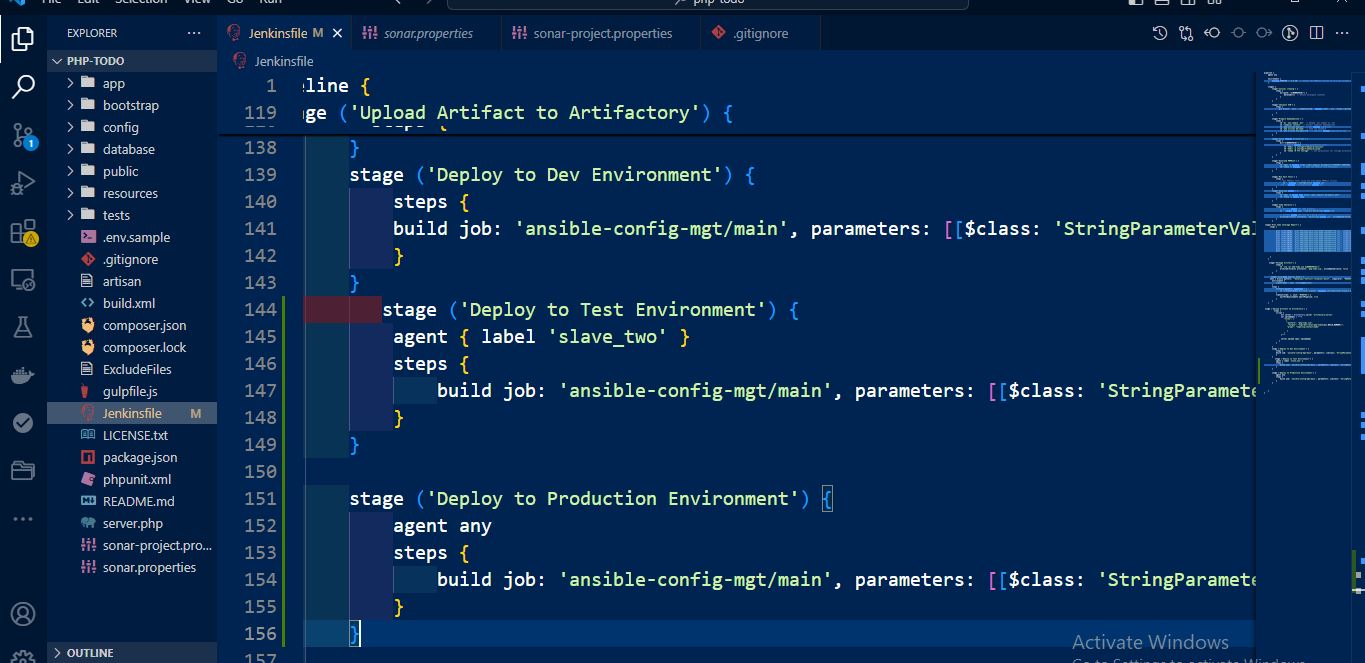 File Edit Selection View Go Run
php-todo
EXPLORER
Jenkinsfile M
sonar.properties
sonar-project.properties
.gitignore
PHP-TODO
Jenkinsfile
app
bootstrap
config
database
public
resources
tests
.env.sample
.gitignore
artisan
build.xml
composer.json
composer.lock
ExcludeFiles
gulpfile.js
Jenkinsfile M
LICENSE.txt
package.json
phpunit.xml
README.md
server.php
sonar-project.pro...
sonar.properties
OUTLINE
1 line {
119 ge ('Upload Artifact to Artifactory') {
steps {
138 }
139 stage ('Deploy to Dev Environment') {
140 steps {
141 build job: 'ansible-config-mgt/main', parameters: [[$class: 'StringParameterVal
142 }
143 }
144 stage ('Deploy to Test Environment') {
145 agent { label 'slave_two' }
146 steps {
147 build job: 'ansible-config-mgt/main', parameters: [[$class: 'StringParamete
148 }
149 }
150
151 stage ('Deploy to Production Environment') {
152 agent any
153 steps {
154 build job: 'ansible-config-mgt/main', parameters: [[$class: 'StringParamete
155 }
156 }
157
1
Activate Windows
Go to Settings to activate Windows.